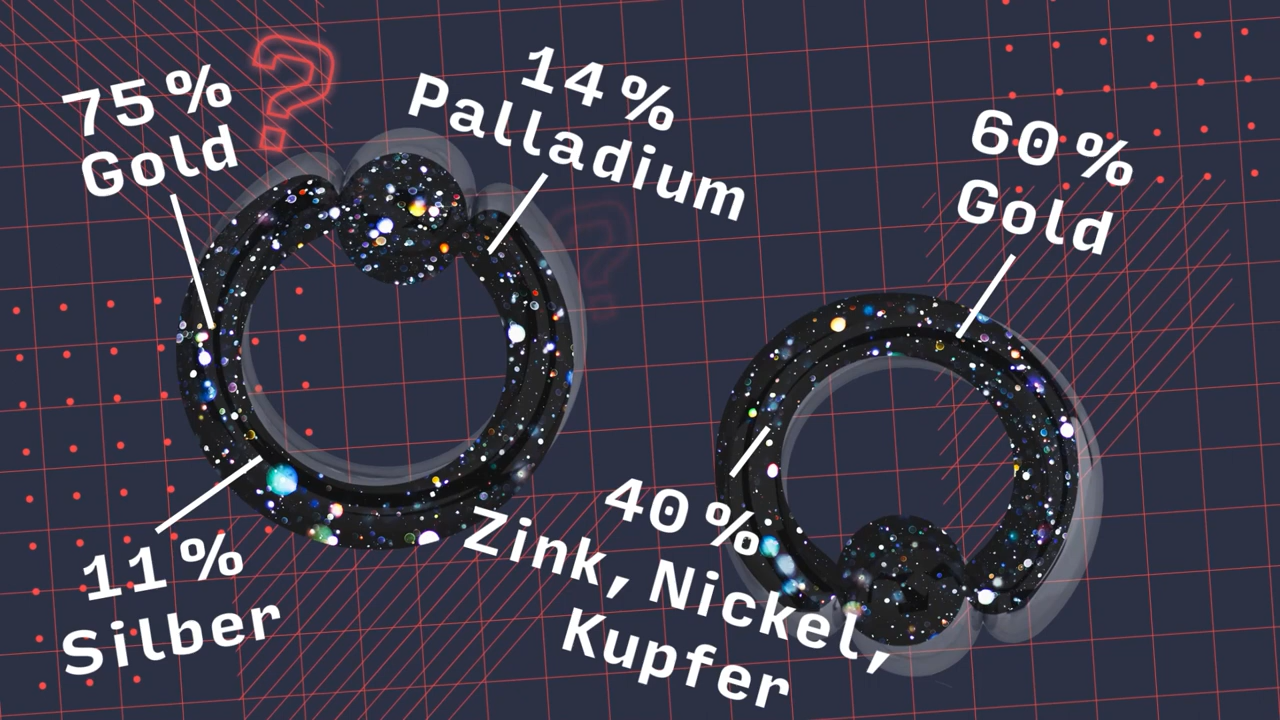 75 %
Gold
?
14 %
Palladium
?
60 %
Gold
11 %
Silber
40 %
Zink, Nickel,
Kupfer